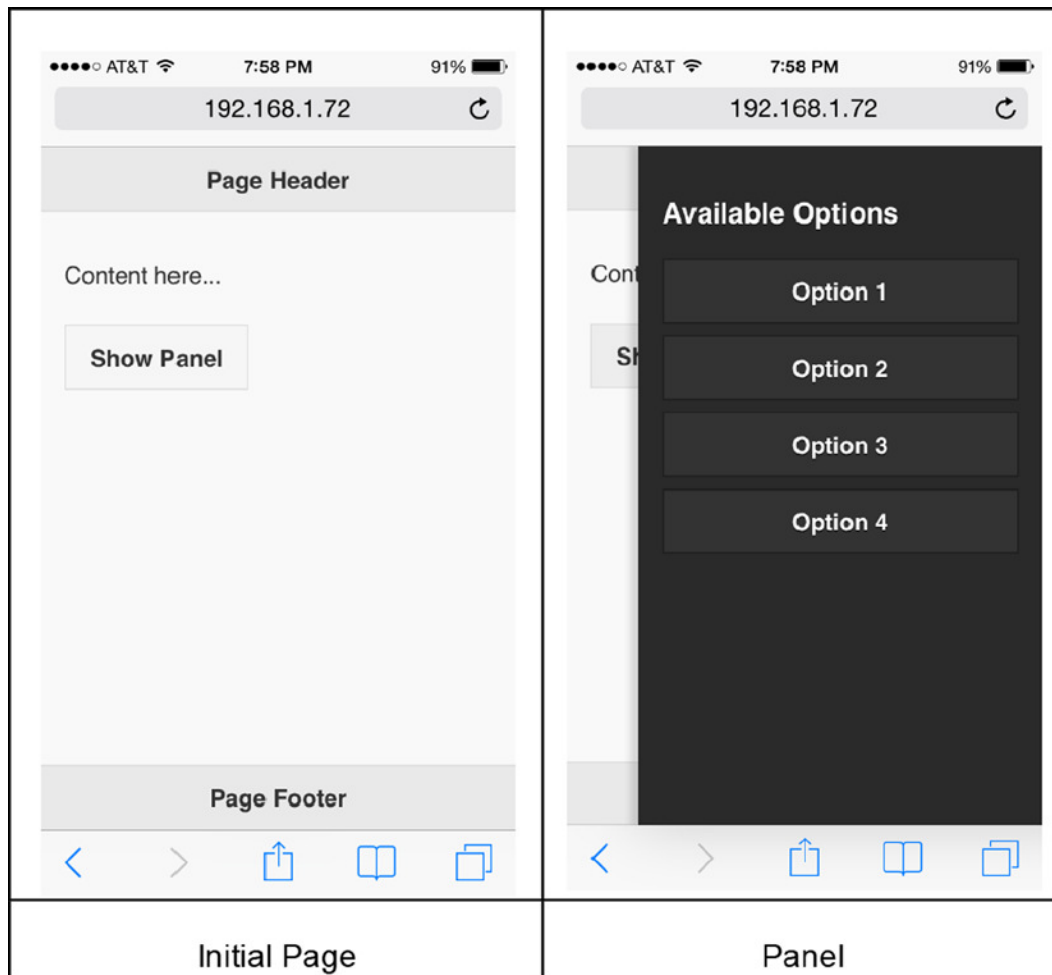 AT&T 7:58 PM 91%
192.168.1.72
Page Header
Content here...
Show Panel
Page Footer
Initial Page
AT&T 7:58 PM 91%
192.168.1.72
Available Options
Cont
Option 1
Option 2
Sh
Option 3
Option 4
Panel